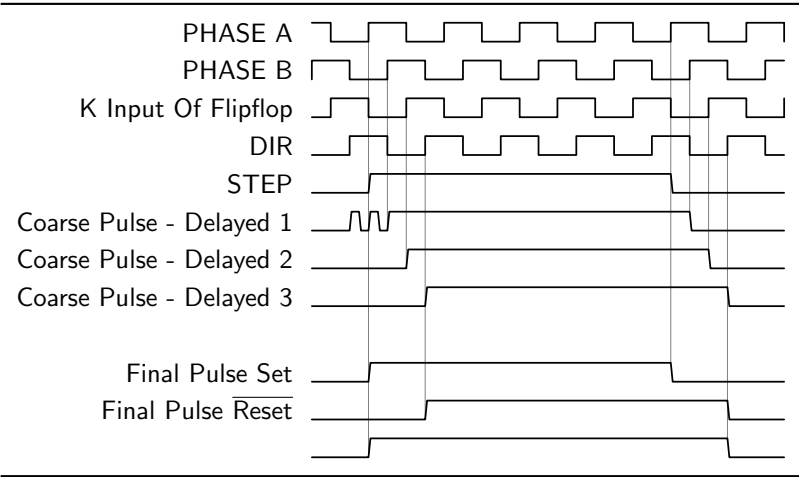 PHASE A
PHASE B
K Input Of Flipflop
DIR
STEP
Coarse Pulse - Delayed 1
Coarse Pulse - Delayed 2
Coarse Pulse - Delayed 3
Final Pulse Set
Final Pulse Reset